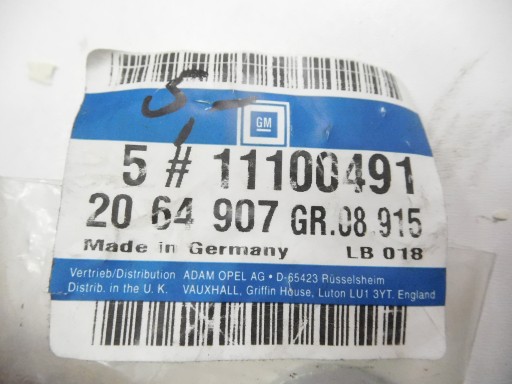 5,-
GM
5 # 11100491
20 64 907 GR.08.915
Made in Germany LB 018
Vertrieb/Distribution ADAM OPEL AG • D-65423 Rüsselsheim
Distrib. in the U. K. VAUXHALL, Griffin House, Luton LU1 3YT. England